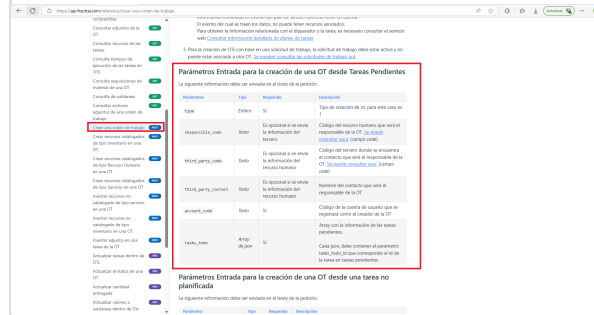 https://api.fracttal.com/reference/crear-una-orden-de-trabajo
Actualizar
compartidas
Consultar adjuntos de la OT
Consultar recursos de las tareas
Consulta tiempos de ejecución de las tareas en OTs
Consulta requisiciones de material de una OT
Consulta de subtareas
Consultar archivos adjuntos de una orden de trabajo
Crear una orden de trabajo
Crear recursos catalogados de tipo inventario en una OT
Crear recursos catalogados de tipo Recurso Humano en una OT
Crear recursos catalogados de tipo Servicio en una OT
Insertar recursos no catalogado de tipo servicio en una OT
Insertar recursos no catalogado de tipo inventario en una OT
Insertar adjunto en una tarea de la OT
Actualizar tareas dentro de OTs
Actualizar el status de una OT
Actualizar cantidad entregada
Actualizar valores a subtareas dentro de OTs
El evento del cual se traen los datos, no puede tener recursos asociados.
Para obtener la información relacionada con el disparador y la tarea, es necesario consultar el servicio
web Consultar información detallada de planes de tareas
3. Para la creación de OTs con base en una solicitud de trabajo, la solicitud de trabajo debe estar activa y no
puede estar asociada a otra OT. Se pueden consultar las solicitudes de trabajo acá
Parámetros Entrada para la creación de una OT desde Tareas Pendientes
La siguiente información debe ser enviada en el body de la petición.
Parámetros Tipo Requerido Descripción
type Entero Sí Tipo de creación de ot, para este caso es 1
responsible_code Texto Es opcional si se envía la información del tercero Código del recurso humano que será el responsable de la OT. Se puede consultar aquí. (campo code)
third_party_code Texto Es opcional si se envía la información del recurso humano Código del tercero donde se encuentra el contacto que será el responsable de la OT. Se puede consultar aquí. (campo code)
third_party_contact Texto Es opcional si se envía la información del recurso humano Nombre del contacto que será el responsable de la OT
account_code Texto Sí Código de la cuenta de usuario que se registrará como el creador de la OT
tasks_todo Array de json Sí Array con la información de las tareas pendientes.
Cada json, debe contener el parámetro tasks_todo_id que corresponde al id de la tarea en tareas pendientes
Parámetros Entrada para la creación de una OT desde una tarea no
planificada
La siguiente información debe ser enviada en el body de la petición.
Parámetro Tipo Requerido Descripción